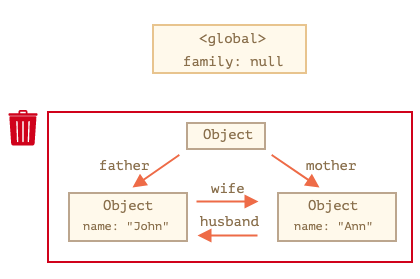 <global>
family: null
Object
father
mother
wife
Object
name: "John"
husband
Object
name: "Ann"